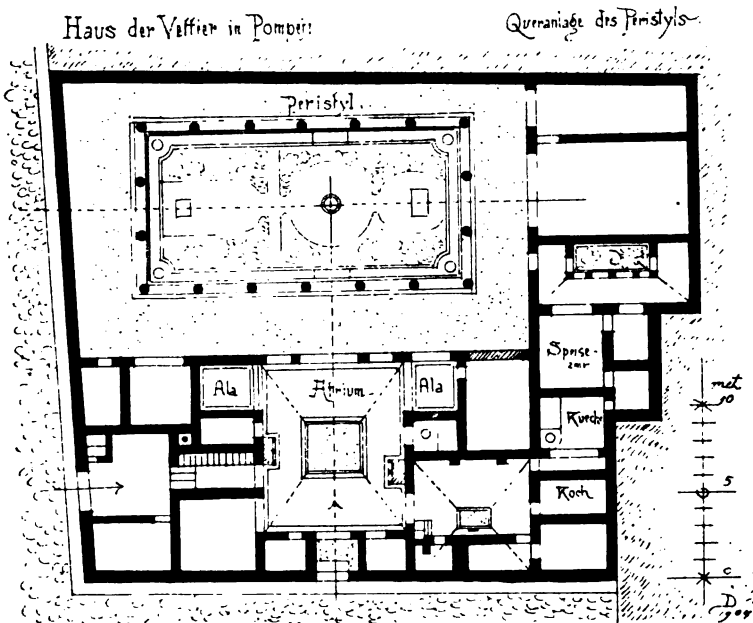 Haus der Vettier in Pompeii
Queranlage des Peristyls
Peristyl.
Ala
Atrium
Ala
Speise-
zmr
Küche
Koch
met
10
5
0
D